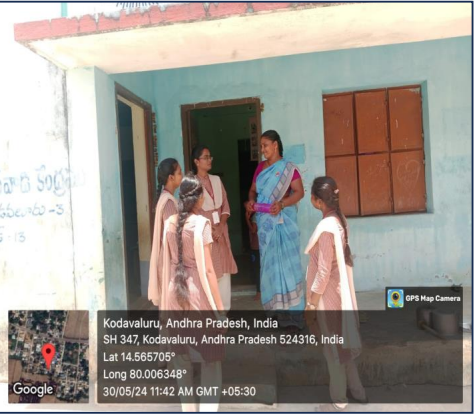 GPS Map Camera
Kodavaluru, Andhra Pradesh, India
SH 347, Kodavaluru, Andhra Pradesh 524316, India
Lat 14.565705°
Long 80.006348°
30/05/24 11:42 AM GMT +05:30
Google